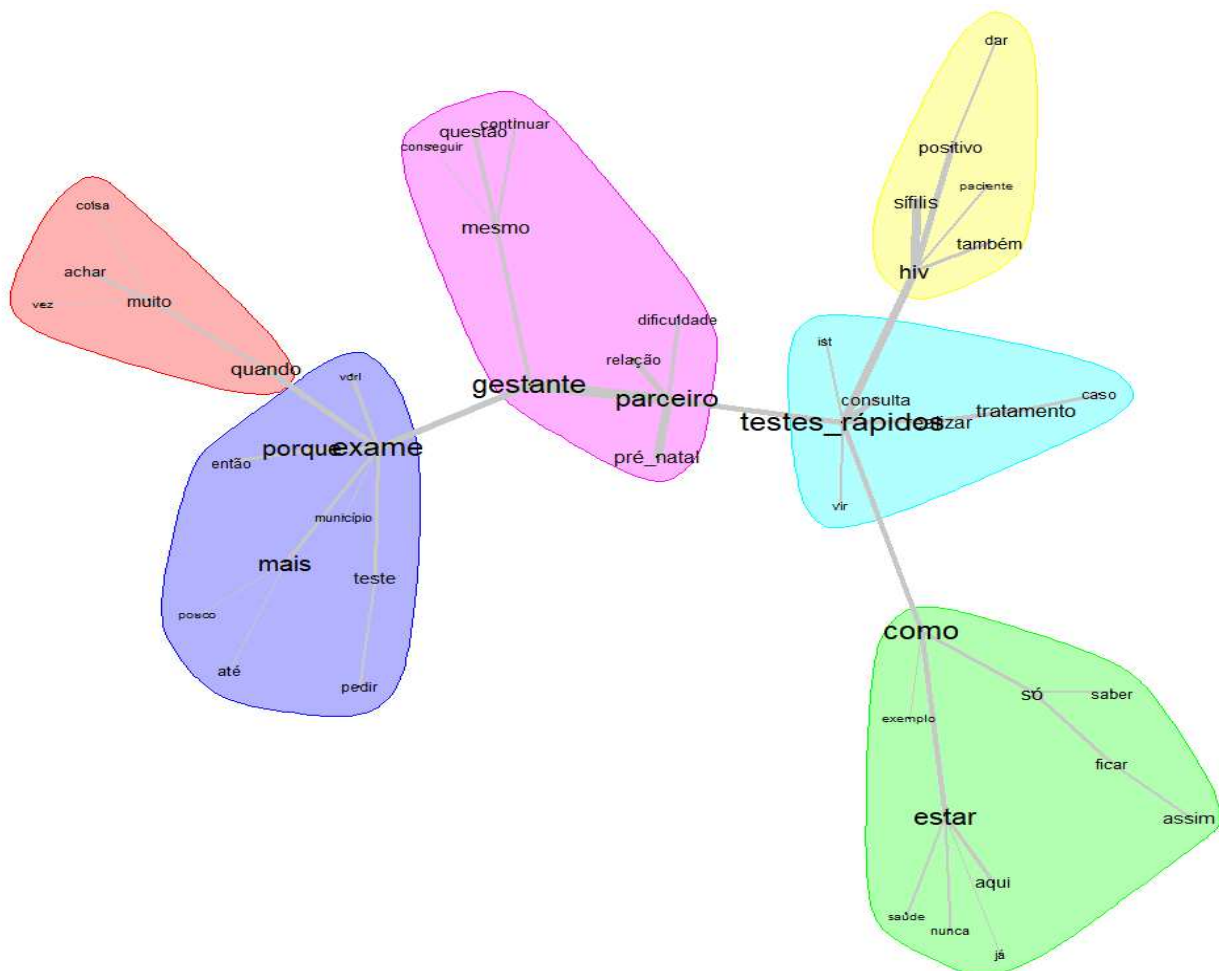 dar
continuar
questão
conseguir
positivo
paciente
sífilis
coisa
mesmo
também
achar
hiv
muito
vez
dificuldade
ist
relação
quando
vdrl
gestante
parceiro
consulta
caso
tratamento
testes_rápidos
realizar
porque
exame
então
pré_natal
vir
município
mais
teste
pouco
como
até
pedir
só
saber
exemplo
ficar
estar
assim
aqui
saúde
nunca
já